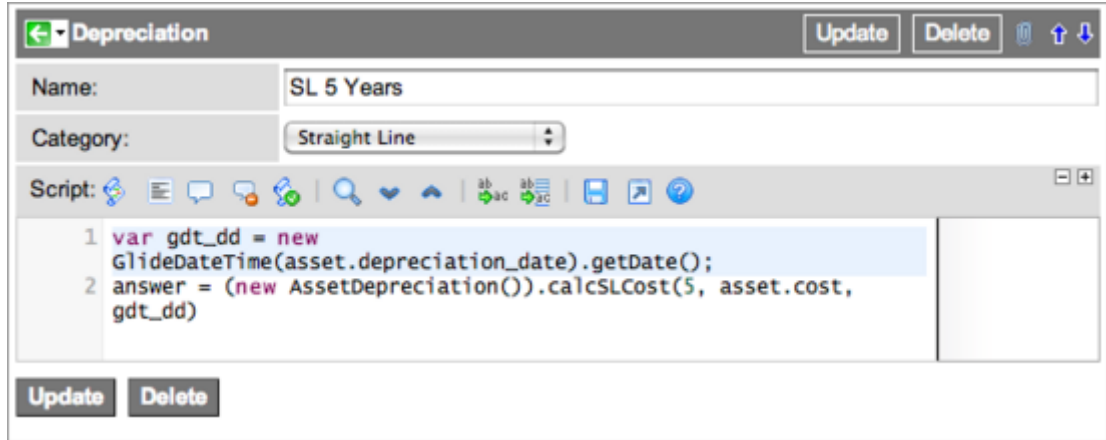 Depreciation Update Delete
Name: SL 5 Years
Category: Straight Line
Script:
1 var gdt_dd = new
GlideDateTime(asset.depreciation_date).getDate();
2 answer = (new AssetDepreciation()).calcSLCost(5, asset.cost,
gdt_dd)
Update Delete